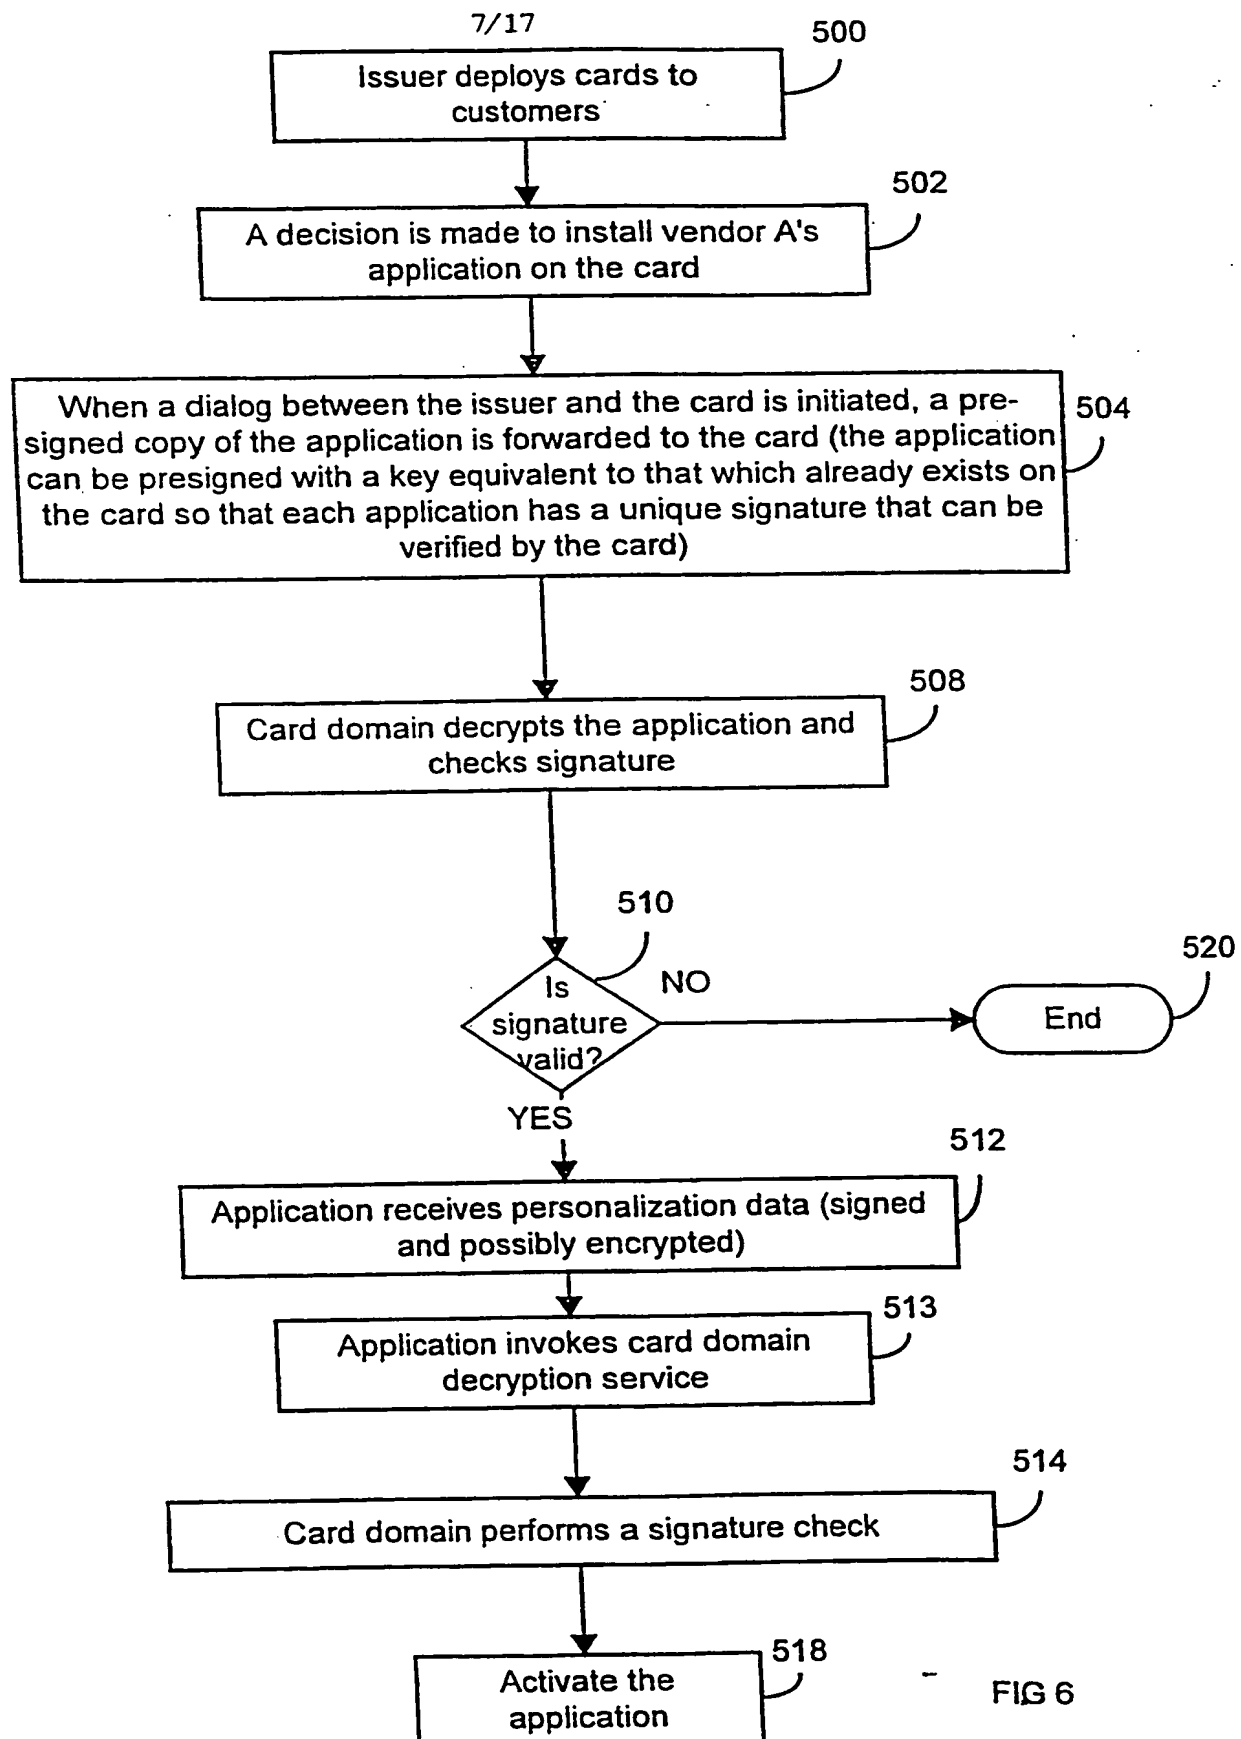 7/17
500
Issuer deploys cards to
customers
502
A decision is made to install vendor A's
application on the card
504
When a dialog between the issuer and the card is initiated, a pre-
signed copy of the application is forwarded to the card (the application
can be presigned with a key equivalent to that which already exists on
the card so that each application has a unique signature that can be
verified by the card)
508
Card domain decrypts the application and
checks signature
510
Is
signature
valid?
NO
520
End
YES
512
Application receives personalization data (signed
and possibly encrypted)
513
Application invokes card domain
decryption service
514
Card domain performs a signature check
518
Activate the
application
FIG 6